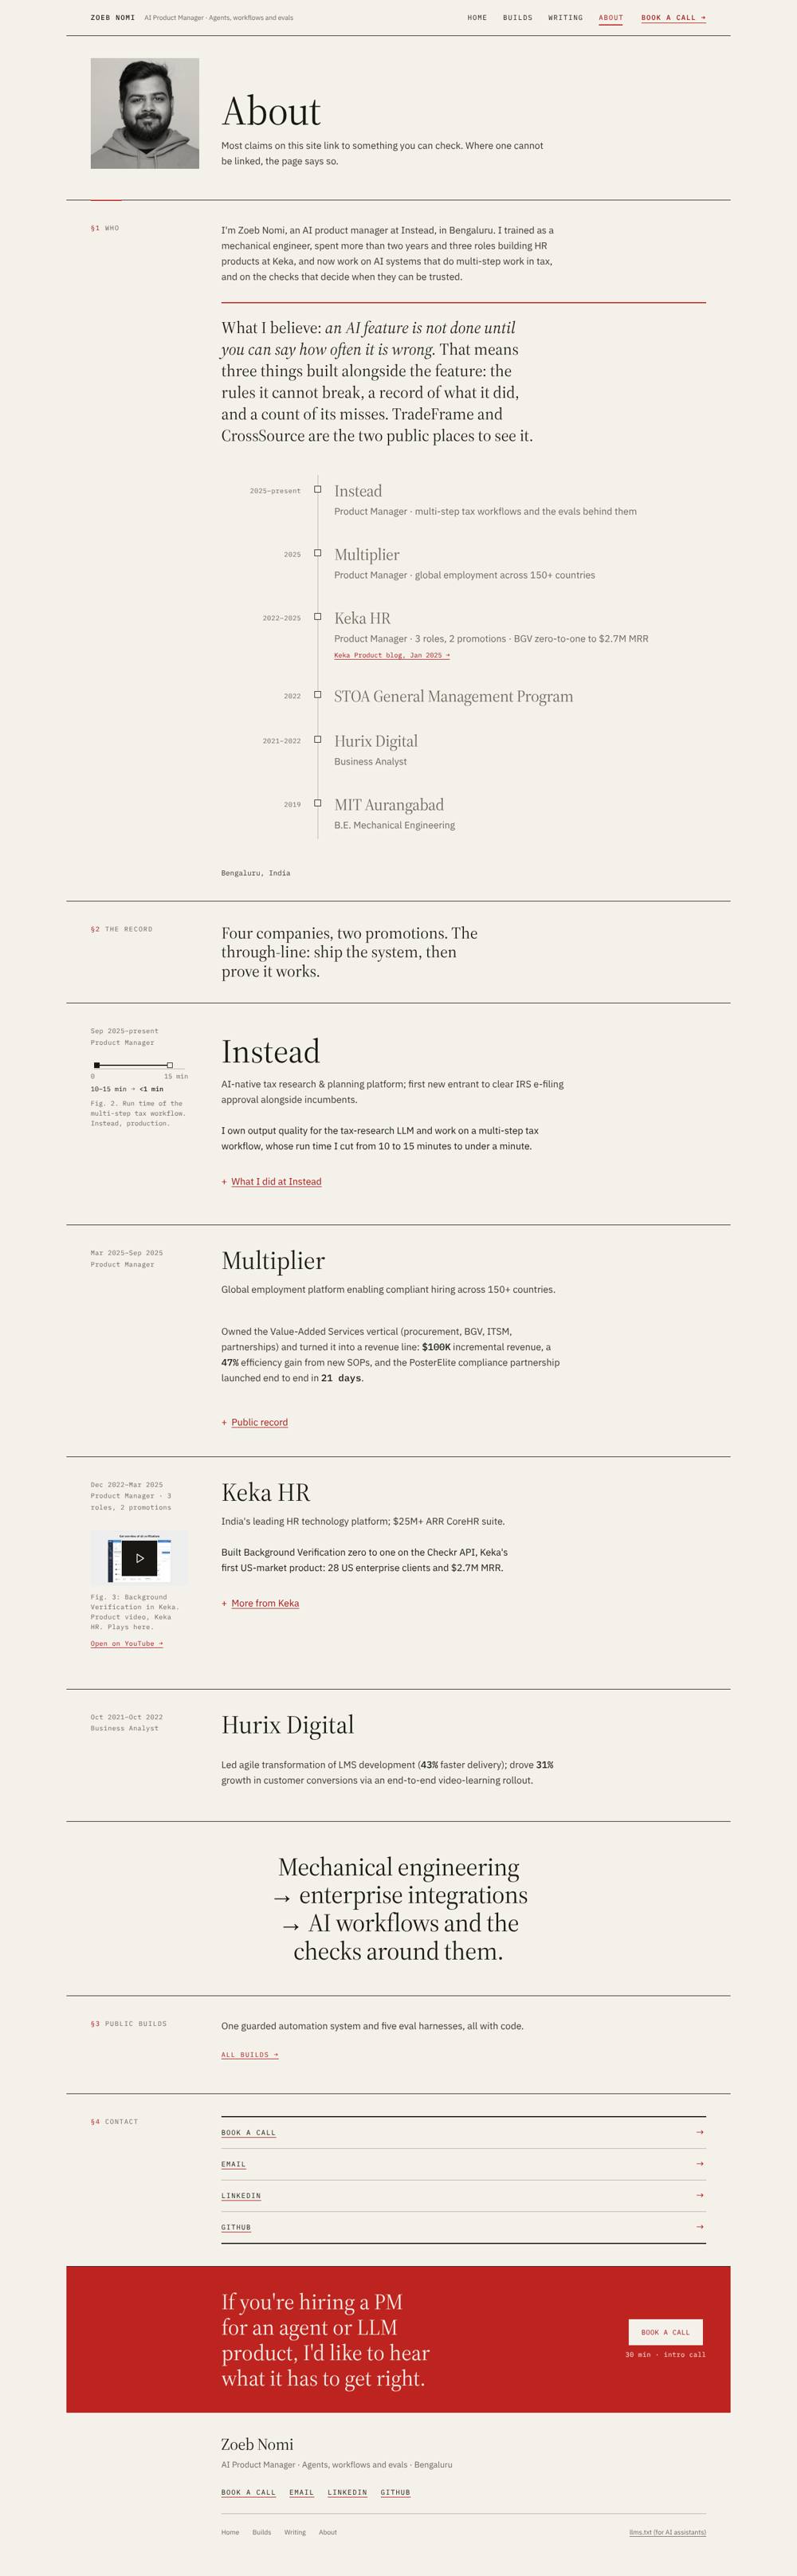 ZOEB NOMI AI Product Manager · Agents, workflows and evals HOME BUILDS WRITING ABOUT BOOK A CALL →
About
Most claims on this site link to something you can check. Where one cannot
be linked, the page says so.
§1 WHO
I'm Zoeb Nomi, an AI product manager at Instead, in Bengaluru. I trained as a
mechanical engineer, spent more than two years and three roles building HR
products at Keka, and now work on AI systems that do multi-step work in tax,
and on the checks that decide when they can be trusted.
What I believe: an AI feature is not done until
you can say how often it is wrong. That means
three things built alongside the feature: the
rules it cannot break, a record of what it did,
and a count of its misses. TradeFrame and
CrossSource are the two public places to see it.
2025–present Instead
Product Manager · multi-step tax workflows and the evals behind them
2025 Multiplier
Product Manager · global employment across 150+ countries
2022–2025 Keka HR
Product Manager · 3 roles, 2 promotions · BGV zero-to-one to $2.7M MRR
Keka Product blog, Jan 2025 →
2022 STOA General Management Program
2021–2022 Hurix Digital
Business Analyst
2019 MIT Aurangabad
B.E. Mechanical Engineering
Bengaluru, India
§2 THE RECORD
Four companies, two promotions. The
through-line: ship the system, then
prove it works.
Sep 2025–present
Product Manager
0 15 min
10–15 min → <1 min
Fig. 2. Run time of the
multi-step tax workflow.
Instead, production.
Instead
AI-native tax research & planning platform; first new entrant to clear IRS e-filing
approval alongside incumbents.
I own output quality for the tax-research LLM and work on a multi-step tax
workflow, whose run time I cut from 10 to 15 minutes to under a minute.
+ What I did at Instead
Mar 2025–Sep 2025
Product Manager
Multiplier
Global employment platform enabling compliant hiring across 150+ countries.
Owned the Value-Added Services vertical (procurement, BGV, ITSM,
partnerships) and turned it into a revenue line: $100K incremental revenue, a
47% efficiency gain from new SOPs, and the PosterElite compliance partnership
launched end to end in 21 days.
+ Public record
Dec 2022–Mar 2025
Product Manager · 3
roles, 2 promotions
Fig. 3: Background
Verification in Keka.
Product video, Keka
HR. Plays here.
Open on YouTube →
Keka HR
India's leading HR technology platform; $25M+ ARR CoreHR suite.
Built Background Verification zero to one on the Checkr API, Keka's
first US-market product: 28 US enterprise clients and $2.7M MRR.
+ More from Keka
Oct 2021–Oct 2022
Business Analyst
Hurix Digital
Led agile transformation of LMS development (43% faster delivery); drove 31%
growth in customer conversions via an end-to-end video-learning rollout.
Mechanical engineering
→ enterprise integrations
→ AI workflows and the
checks around them.
§3 PUBLIC BUILDS
One guarded automation system and five eval harnesses, all with code.
ALL BUILDS →
§4 CONTACT
BOOK A CALL →
EMAIL →
LINKEDIN →
GITHUB →
If you're hiring a PM
for an agent or LLM
product, I'd like to hear
what it has to get right.
BOOK A CALL
30 min · intro call
Zoeb Nomi
AI Product Manager · Agents, workflows and evals · Bengaluru
BOOK A CALL EMAIL LINKEDIN GITHUB
Home Builds Writing About llms.txt (for AI assistants)